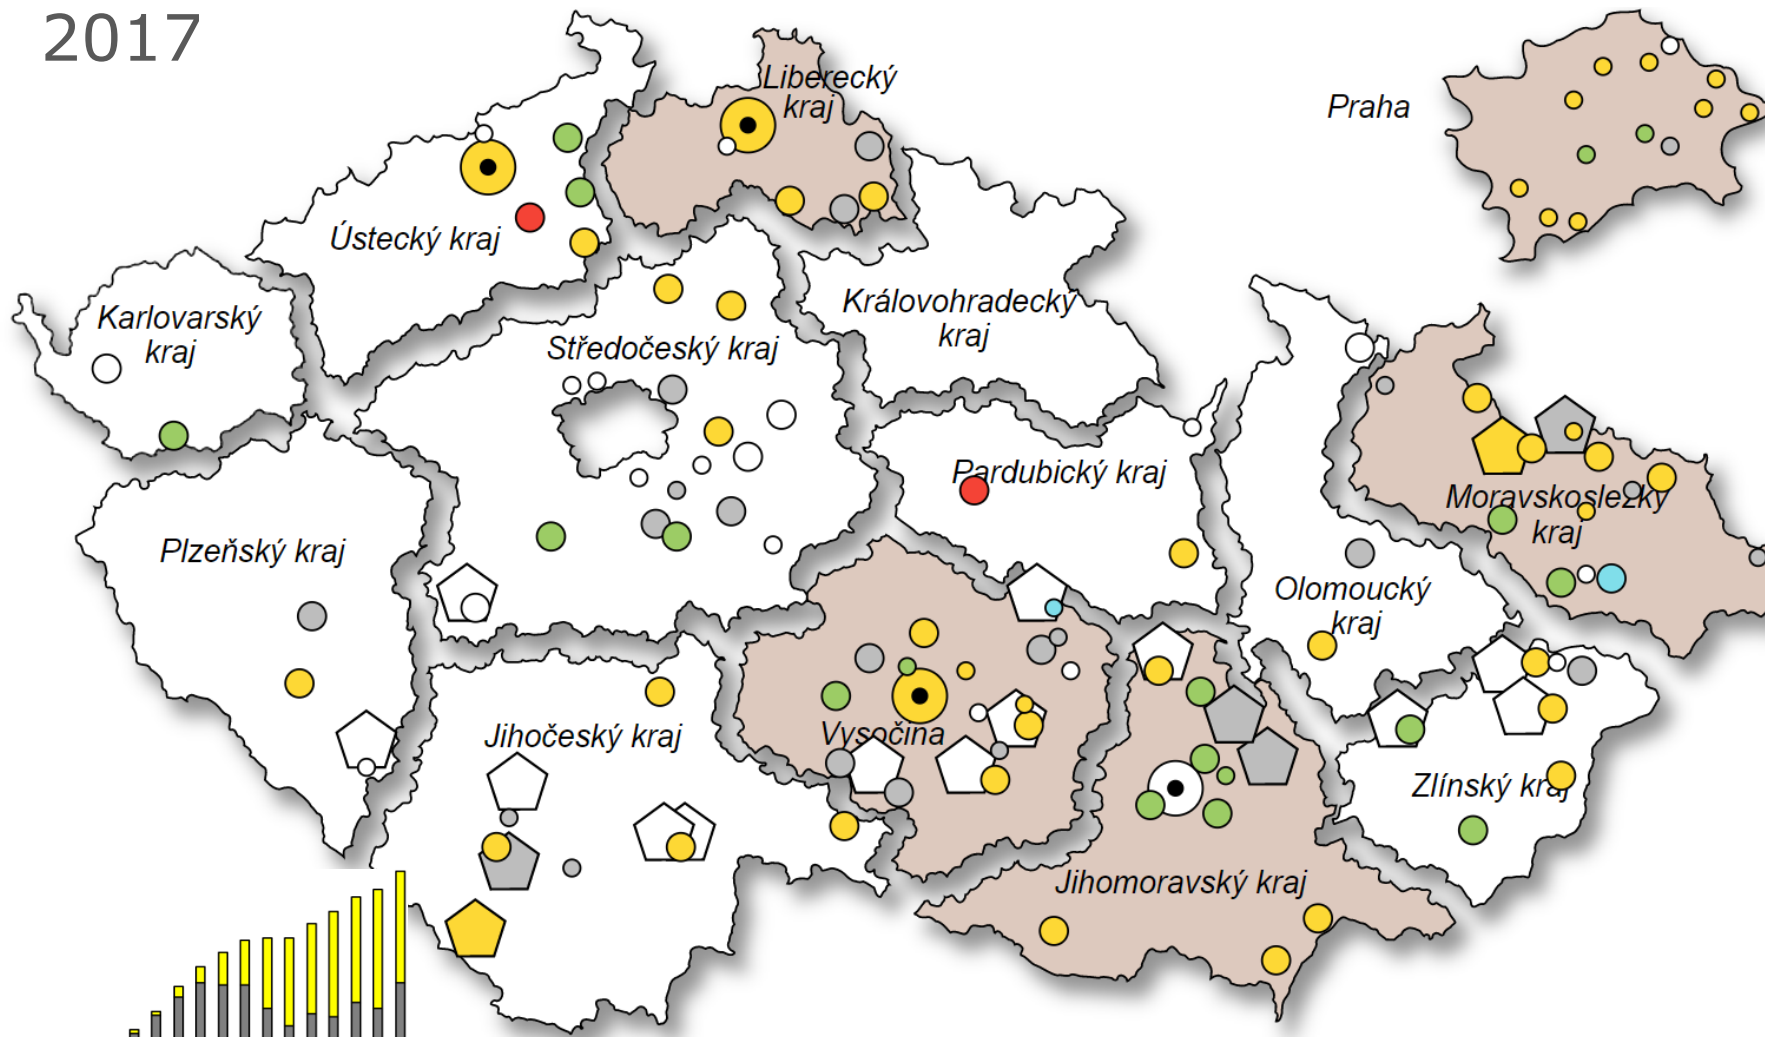 2017
Liberecký
kraj
Praha
Ústecký kraj
Karlovarský
kraj
Královohradecký
kraj
Středočeský kraj
Pardubický kraj
Moravskoslezký
kraj
Plzeňský kraj
Olomoucký
kraj
Jihočeský kraj
Vysočina
Zlínský kraj
Jihomoravský kraj